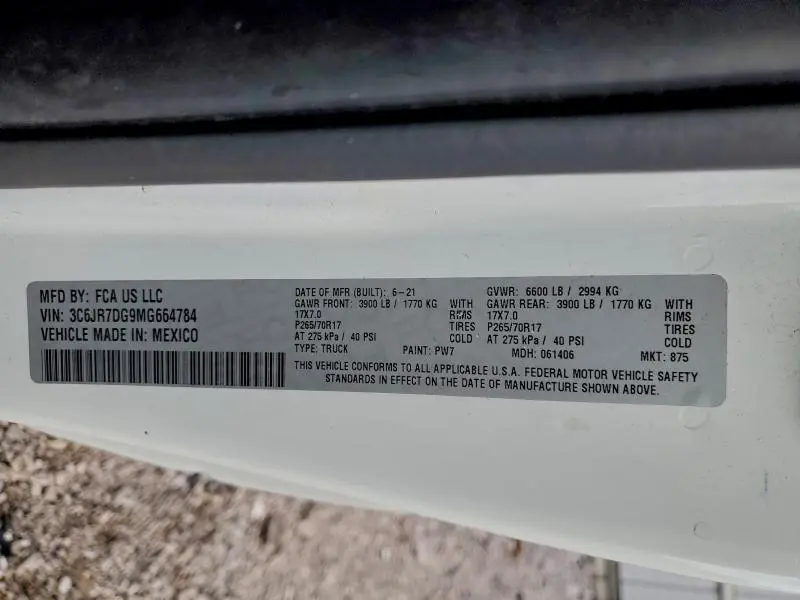 MFD BY: FCA US LLC
VIN: 3C6JR7DG9MG664784
VEHICLE MADE IN: MEXICO
DATE OF MFR (BUILT): 6-21
GAWR FRONT: 3900 LB / 1770 KG WITH
17X7.0 RIMS
P265/70R17 TIRES
AT 275 kPa / 40 PSI COLD
TYPE: TRUCK PAINT: PW7
GVWR: 6600 LB / 2994 KG
GAWR REAR: 3900 LB / 1770 KG WITH
17X7.0 RIMS
P265/70R17 TIRES
AT 275 kPa / 40 PSI COLD
MDH: 061406 MKT: 875
THIS VEHICLE CONFORMS TO ALL APPLICABLE U.S.A. FEDERAL MOTOR VEHICLE SAFETY
STANDARDS IN EFFECT ON THE DATE OF MANUFACTURE SHOWN ABOVE.